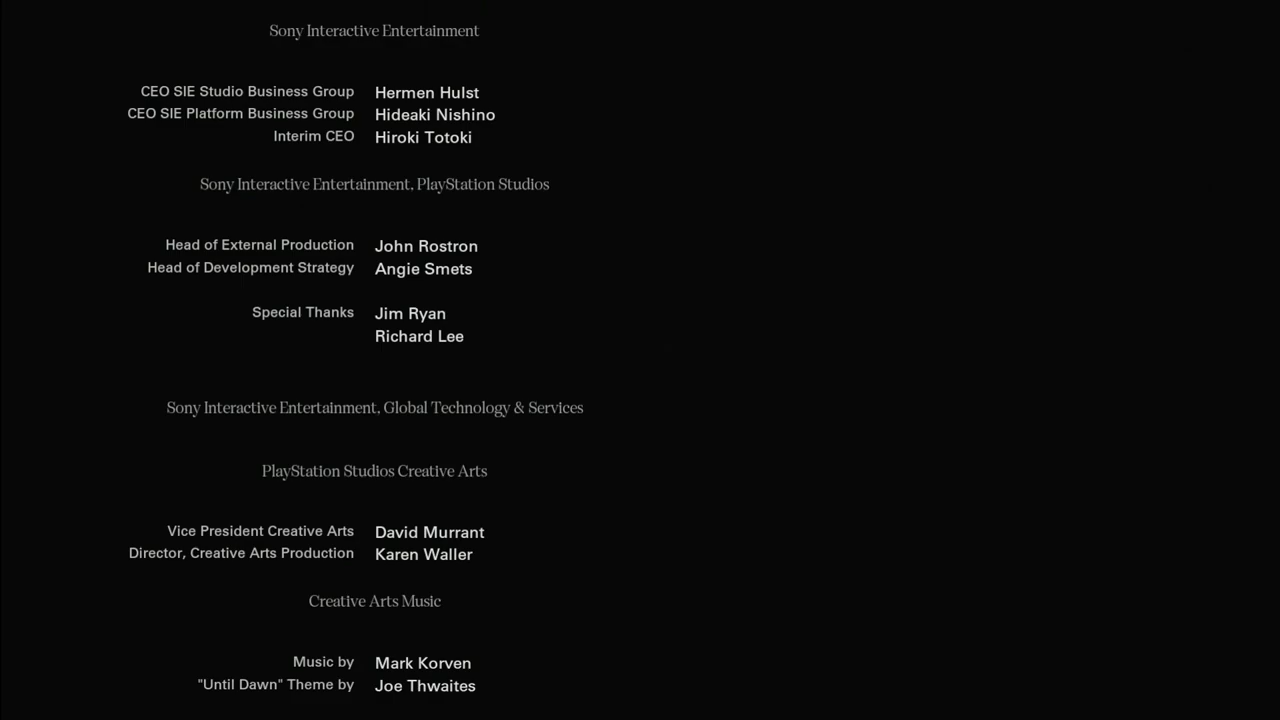 Sony Interactive Entertainment
CEO SIE Studio Business Group Hermen Hulst
CEO SIE Platform Business Group Hideaki Nishino
Interim CEO Hiroki Totoki
Sony Interactive Entertainment, PlayStation Studios
Head of External Production John Rostron
Head of Development Strategy Angie Smets
Special Thanks Jim Ryan
Richard Lee
Sony Interactive Entertainment, Global Technology & Services
PlayStation Studios Creative Arts
Vice President Creative Arts David Murrant
Director, Creative Arts Production Karen Waller
Creative Arts Music
Music by Mark Korven
"Until Dawn" Theme by Joe Thwaites